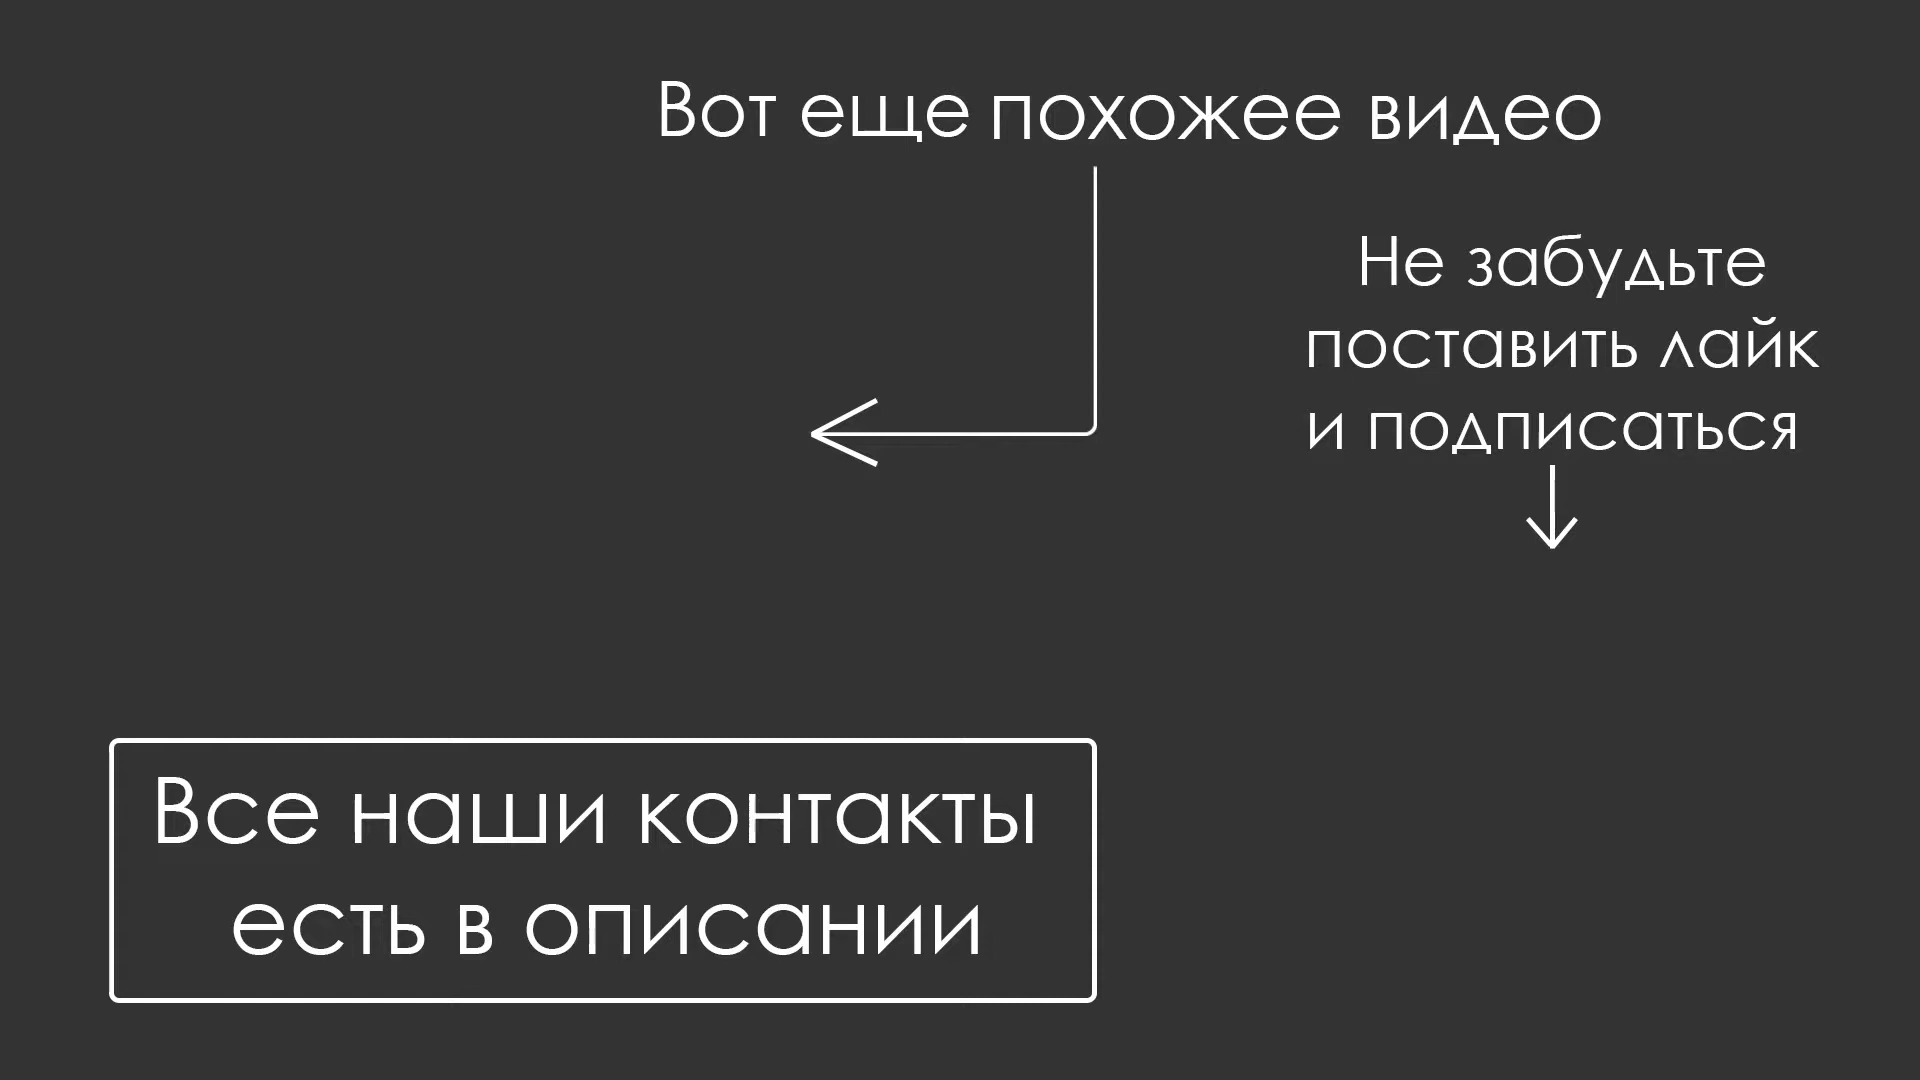 Вот еще похожее видео
Не забудьте
поставить лайк
и подписаться
Все наши контакты
есть в описании